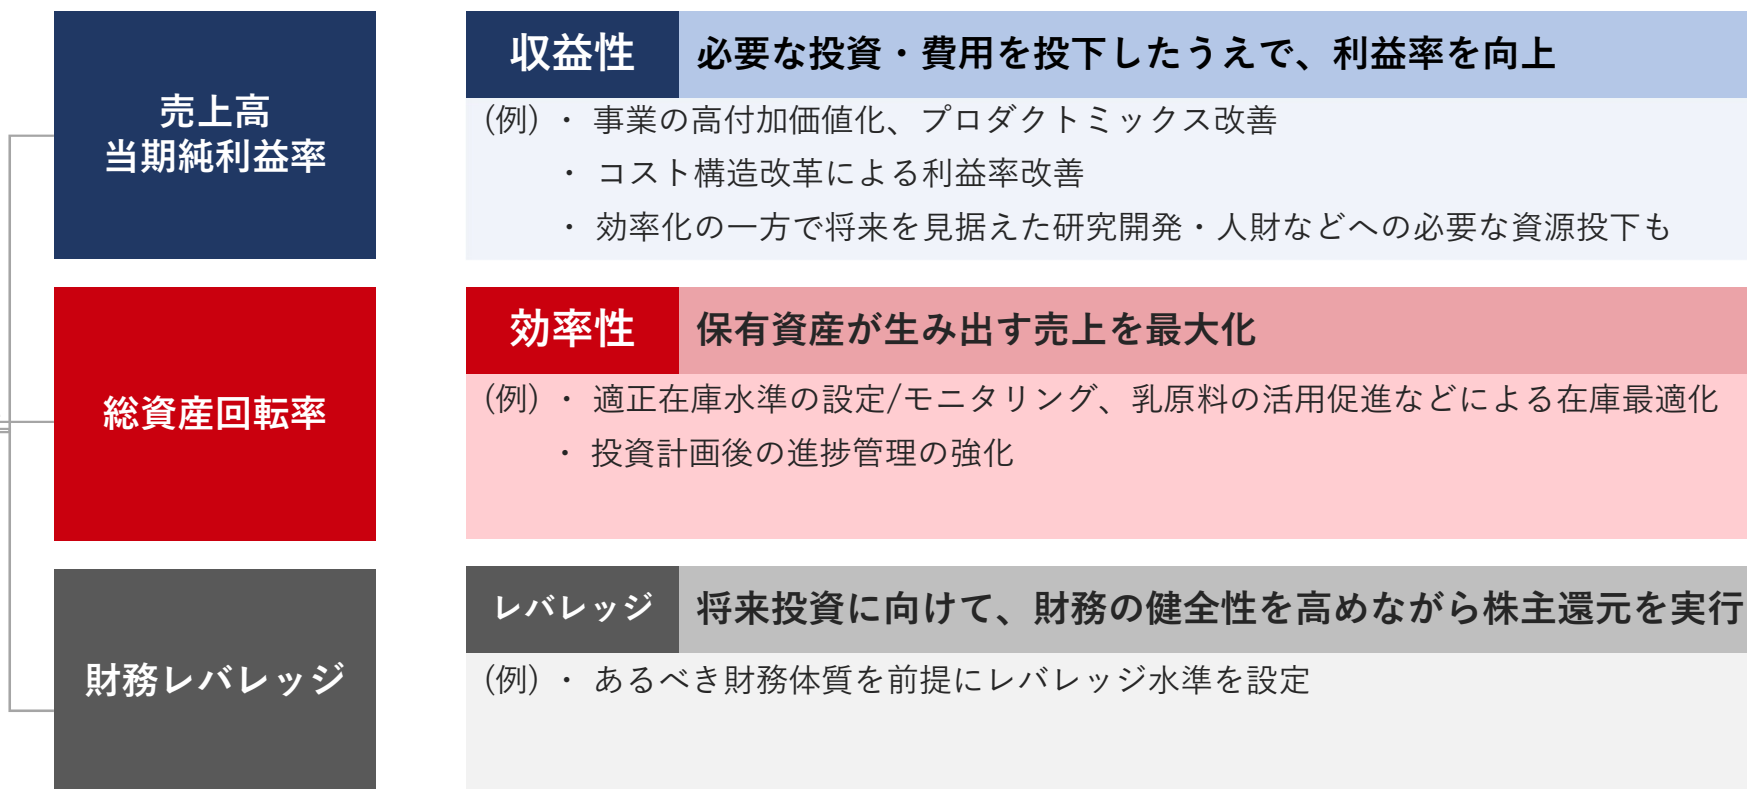 売上高
当期純利益率
収益性 必要な投資・費用を投下したうえで、利益率を向上
(例)・ 事業の高付加価値化、プロダクトミックス改善
・ コスト構造改革による利益率改善
・ 効率化の一方で将来を見据えた研究開発・人財などへの必要な資源投下も
総資産回転率
効率性 保有資産が生み出す売上を最大化
(例)・ 適正在庫水準の設定/モニタリング、乳原料の活用促進などによる在庫最適化
・ 投資計画後の進捗管理の強化
財務レバレッジ
レバレッジ 将来投資に向けて、財務の健全性を高めながら株主還元を実行
(例)・ あるべき財務体質を前提にレバレッジ水準を設定